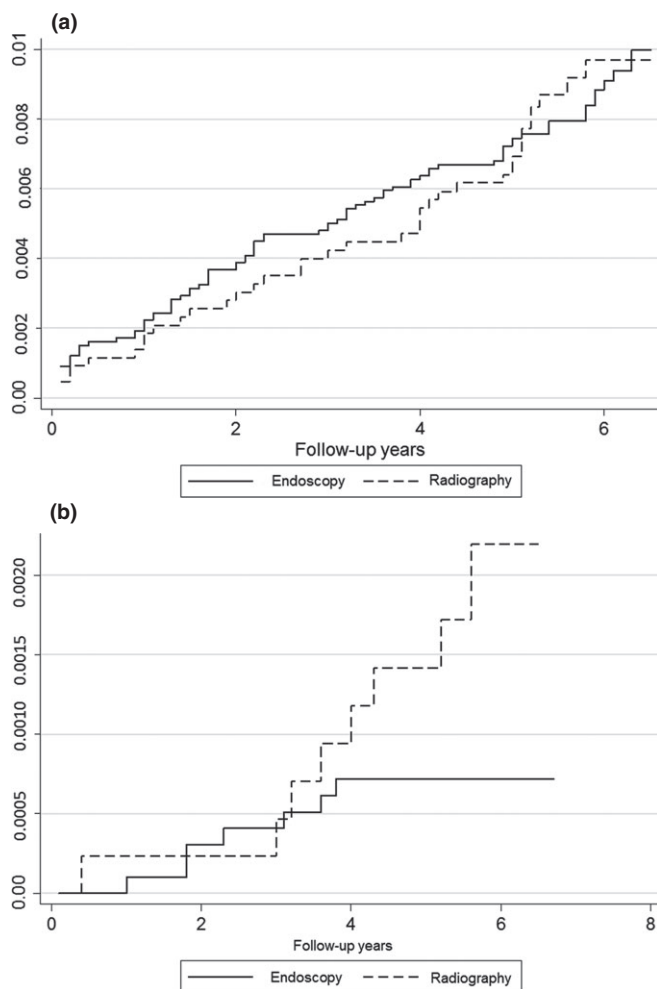 (a)
0.01
0.008
0.006
0.004
0.002
0.00
0 2 4 6
Follow-up years
Endoscopy Radiography
(b)
0.0020
0.0015
0.0010
0.0005
0.00
0 2 4 6 8
Follow-up years
Endoscopy Radiography